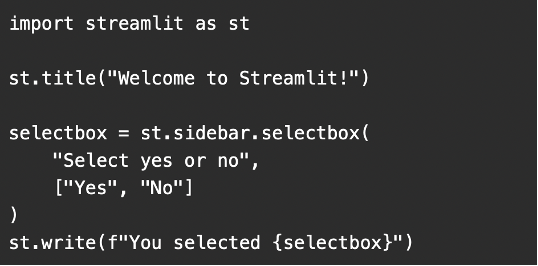 import streamlit as st
st.title("Welcome to Streamlit!")
selectbox = st.sidebar.selectbox(
    "Select yes or no",
    ["Yes", "No"]
)
st.write(f"You selected {selectbox}")